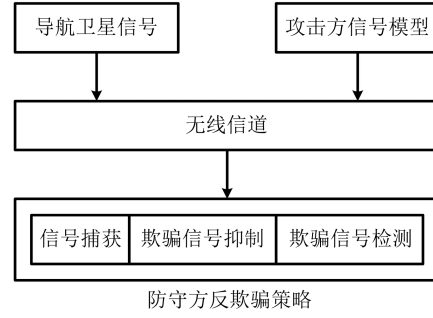 导航卫星信号
攻击方信号模型
无线信道
信号捕获
欺骗信号抑制
欺骗信号检测
防守方反欺骗策略